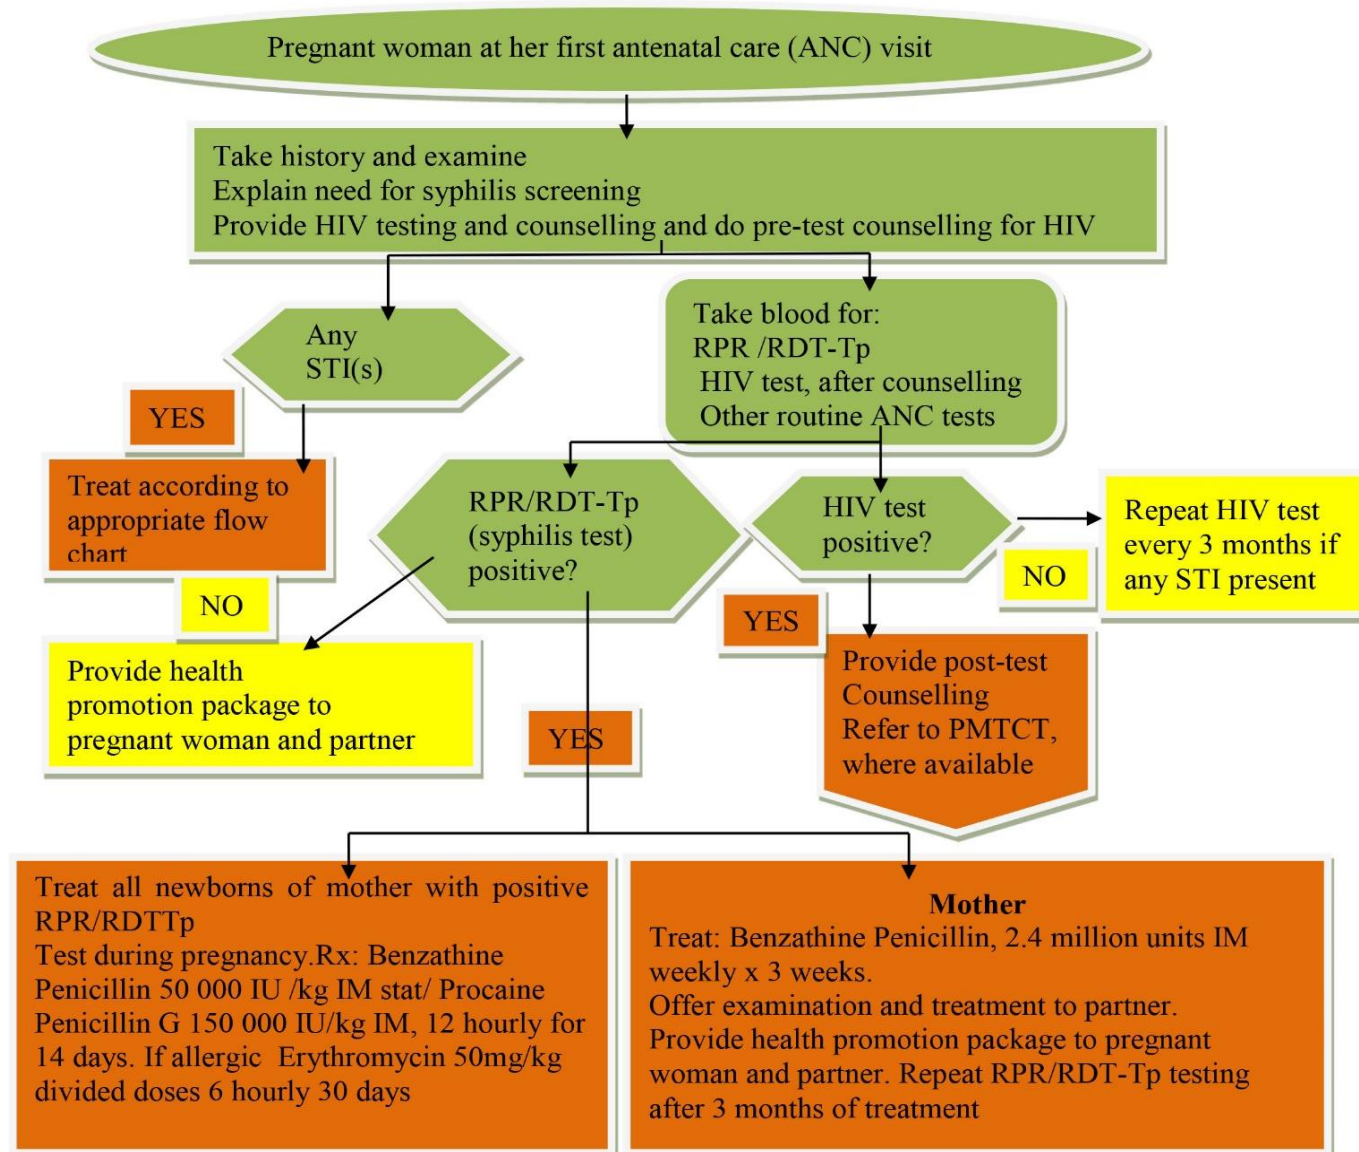 Pregnant woman at her first antenatal care (ANC) visit
Take history and examine
Explain need for syphilis screening
Provide HIV testing and counselling and do pre-test counselling for HIV
Any
STI(s)
Take blood for:
RPR /RDT-Tp
HIV test, after counselling
Other routine ANC tests
YES
Treat according to
appropriate flow
chart
RPR/RDT-Tp
(syphilis test)
positive?
HIV test
positive?
NO
Repeat HIV test
every 3 months if
any STI present
NO
Provide health
promotion package to
pregnant woman and partner
YES
YES
Provide post-test
Counselling
Refer to PMTCT,
where available
Treat all newborns of mother with positive
RPR/RDTTp
Test during pregnancy.Rx: Benzathine
Penicillin 50 000 IU /kg IM stat/ Procaine
Penicillin G 150 000 IU/kg IM, 12 hourly for
14 days. If allergic Erythromycin 50mg/kg
divided doses 6 hourly 30 days
Mother
Treat: Benzathine Penicillin, 2.4 million units IM
weekly x 3 weeks.
Offer examination and treatment to partner.
Provide health promotion package to pregnant
woman and partner. Repeat RPR/RDT-Tp testing
after 3 months of treatment